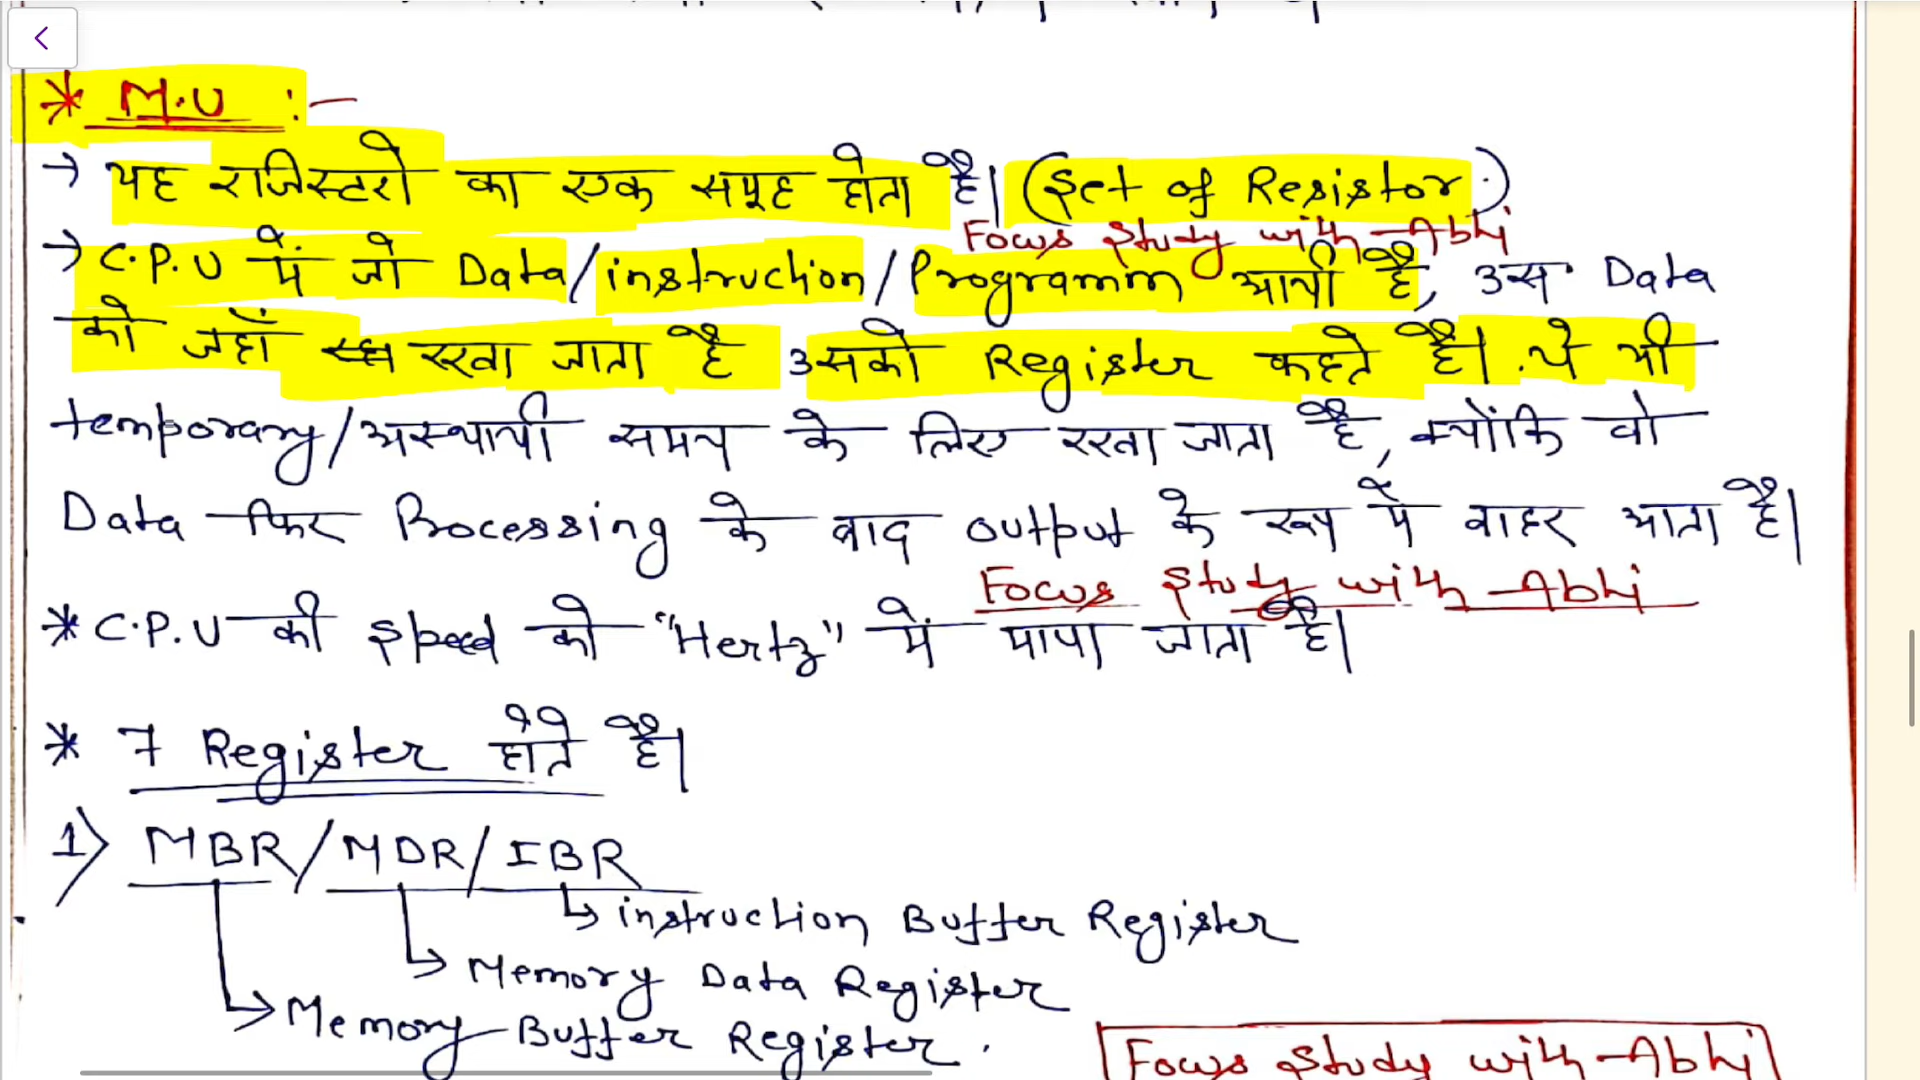 * M.U :-
→ यह राजिस्टरो का एक समूह होता है। (Set of Resistor.)
Focus Study with Abhi
→ C.P.U में जो Data/instruction/Programm आती है, उस Data
को जहाँ रखा जाता है उसको Register कहते है। ये भी
temporary/अस्थायी समय के लिए रखा जाता है, क्योंकि वो
Data फिर Processing के बाद output के रूप में बाहर आता है।
Focus Study with Abhi
* C.P.U की speed को "Hertz" में मापा जाता है।
* 7 Register होते है।
1) MBR/MDR/IBR
↳ instruction Buffer Register
↳ Memory Data Register
↳ Memory Buffer Register.
Focus Study with Abhi